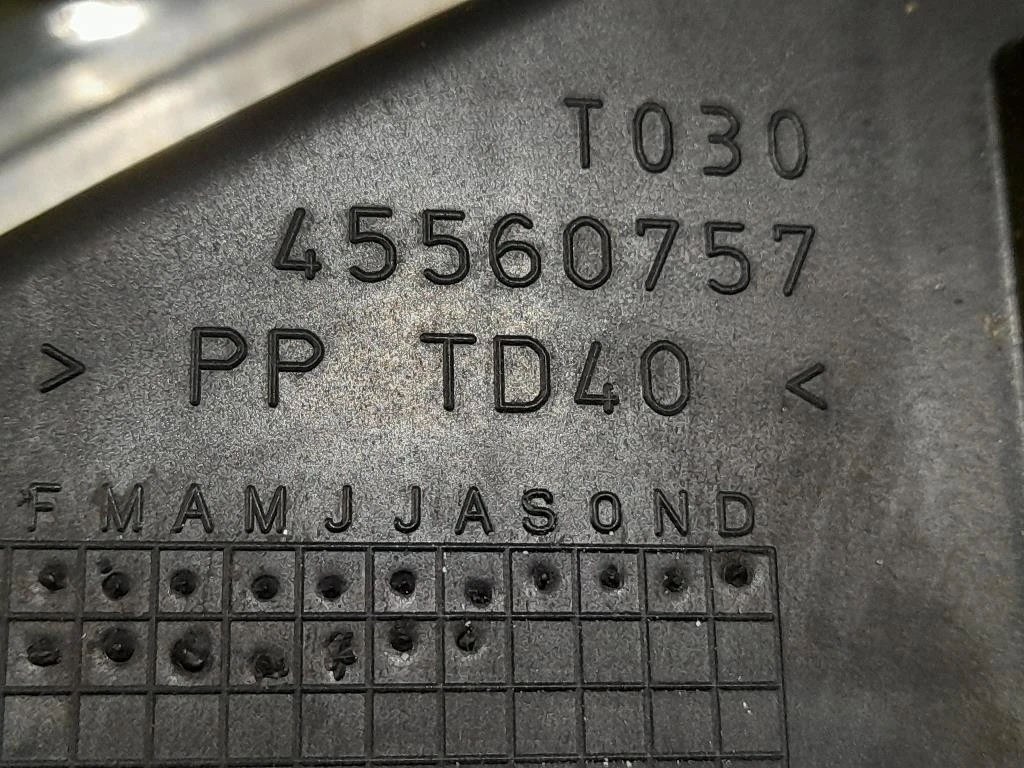 T030
45560757
> PP TD40 <
F M A M J J A S O N D